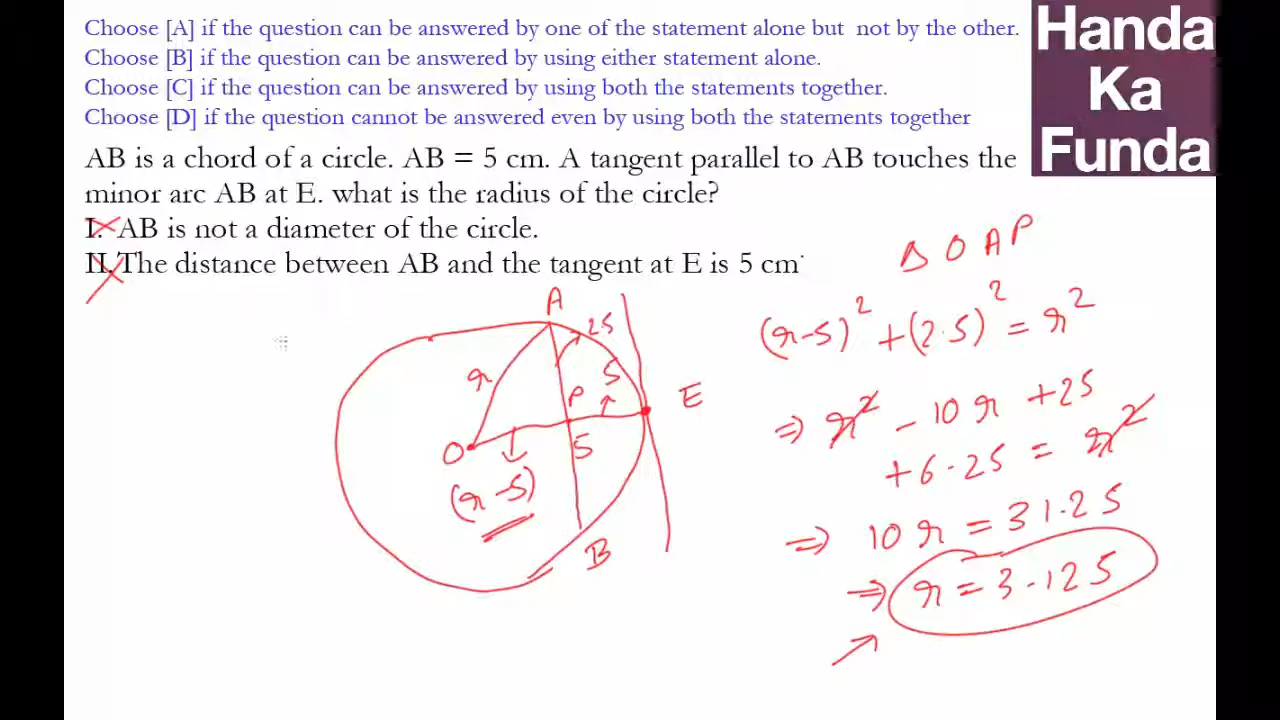 Choose [A] if the question can be answered by one of the statement alone but not by the other.
Choose [B] if the question can be answered by using either statement alone.
Choose [C] if the question can be answered by using both the statements together.
Choose [D] if the question cannot be answered even by using both the statements together
Handa
Ka
Funda
AB is a chord of a circle. AB = 5 cm. A tangent parallel to AB touches the
minor arc AB at E. what is the radius of the circle?
I. AB is not a diameter of the circle.
II. The distance between AB and the tangent at E is 5 cm
A
25
r
P
5
E
O
5
(r-5)
B
Δ OAP
(r-5)² + (2.5)² = r²
⇒ r² - 10r + 25
+ 6.25 = r²
⇒ 10r = 31.25
⇒ r = 3.125